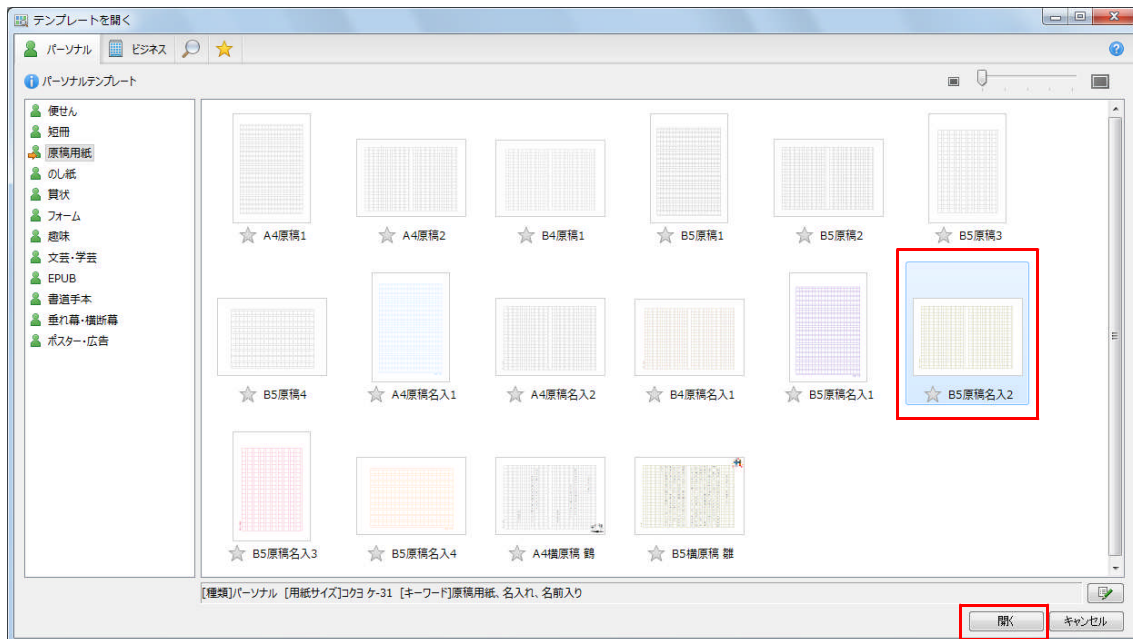 テンプレートを開く
パーソナル ビジネス
パーソナルテンプレート
便せん
短冊
原稿用紙
のし紙
賞状
フォーム
趣味
文芸・学芸
EPUB
書道手本
垂れ幕・横断幕
ポスター・広告
A4原稿1 A4原稿2 B4原稿1 B5原稿1 B5原稿2 B5原稿3
B5原稿4 A4原稿名入1 A4原稿名入2 B4原稿名入1 B5原稿名入1 B5原稿名入2
B5原稿名入3 B5原稿名入4 A4横原稿 鶴 B5横原稿 雛
[種類]パーソナル [用紙サイズ]コクヨ ケ-31 [キーワード]原稿用紙、名入れ、名前入り
開く キャンセル